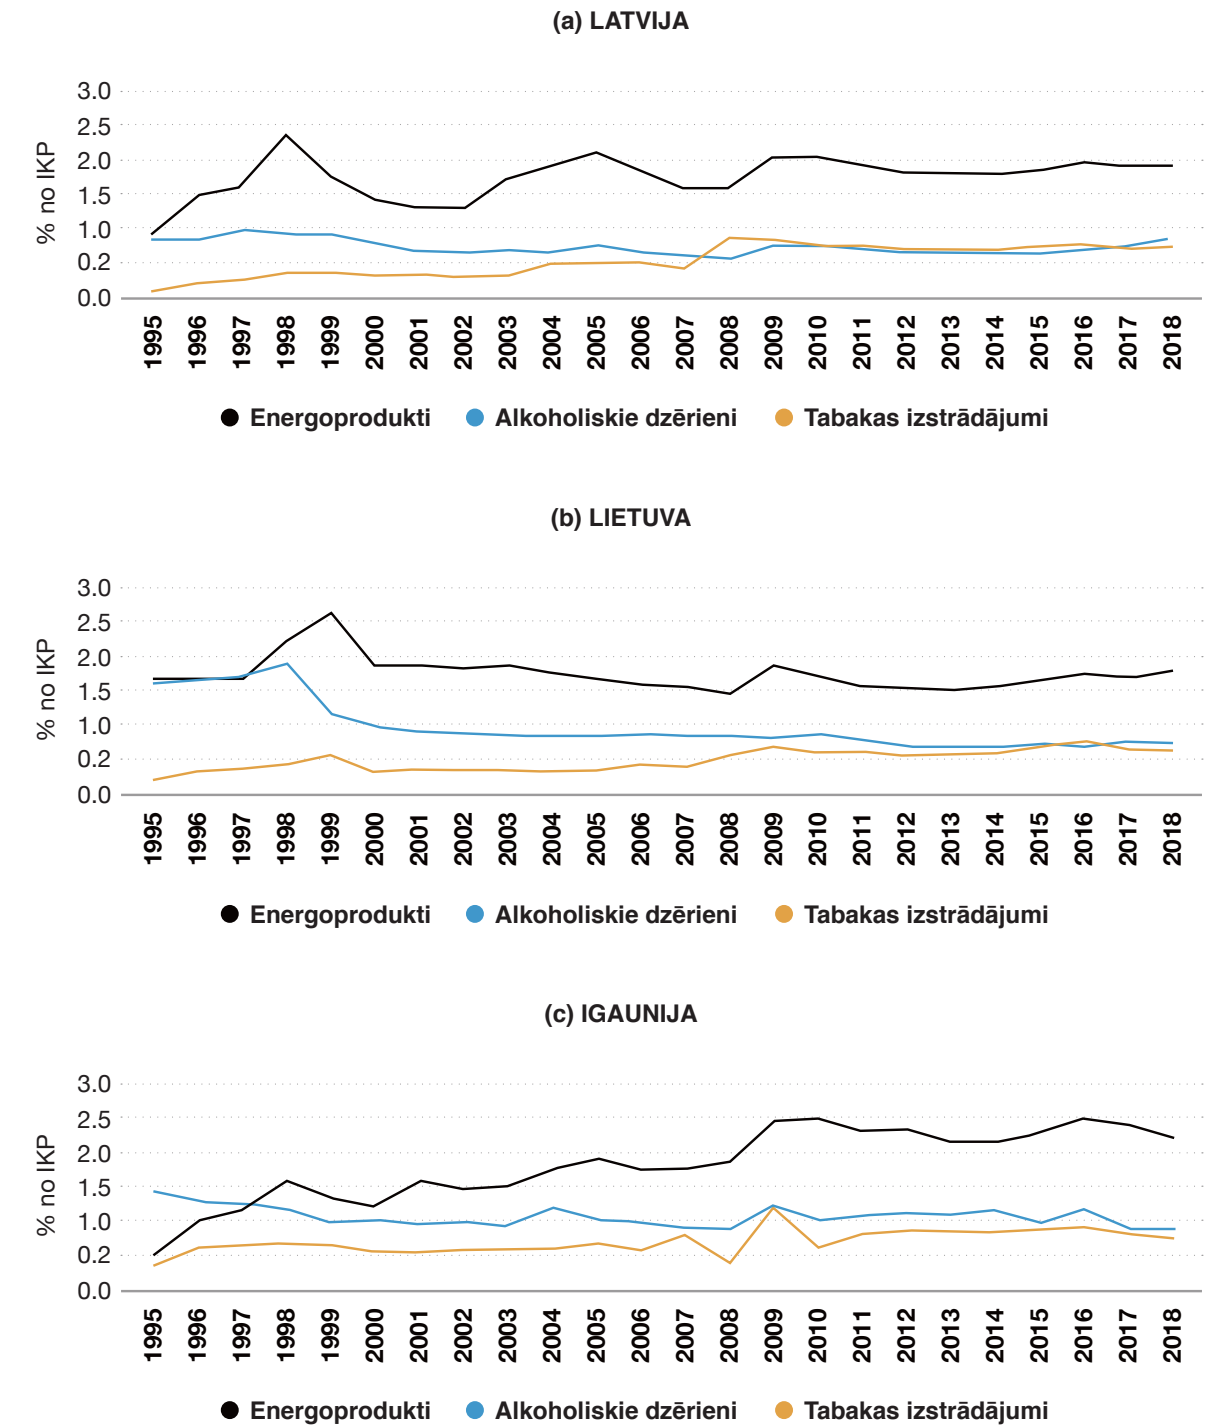 (a) LATVIJA
% no IKP
3.0
2.5
2.0
1.5
1.0
0.2
0.0
1995 1996 1997 1998 1999 2000 2001 2002 2003 2004 2005 2006 2007 2008 2009 2010 2011 2012 2013 2014 2015 2016 2017 2018
Energoprodukti Alkoholiskie dzērieni Tabakas izstrādājumi
(b) LIETUVA
% no IKP
3.0
2.5
2.0
1.5
1.0
0.2
0.0
1995 1996 1997 1998 1999 2000 2001 2002 2003 2004 2005 2006 2007 2008 2009 2010 2011 2012 2013 2014 2015 2016 2017 2018
Energoprodukti Alkoholiskie dzērieni Tabakas izstrādājumi
(c) IGAUNIJA
% no IKP
3.0
2.5
2.0
1.5
1.0
0.2
0.0
1995 1996 1997 1998 1999 2000 2001 2002 2003 2004 2005 2006 2007 2008 2009 2010 2011 2012 2013 2014 2015 2016 2017 2018
Energoprodukti Alkoholiskie dzērieni Tabakas izstrādājumi